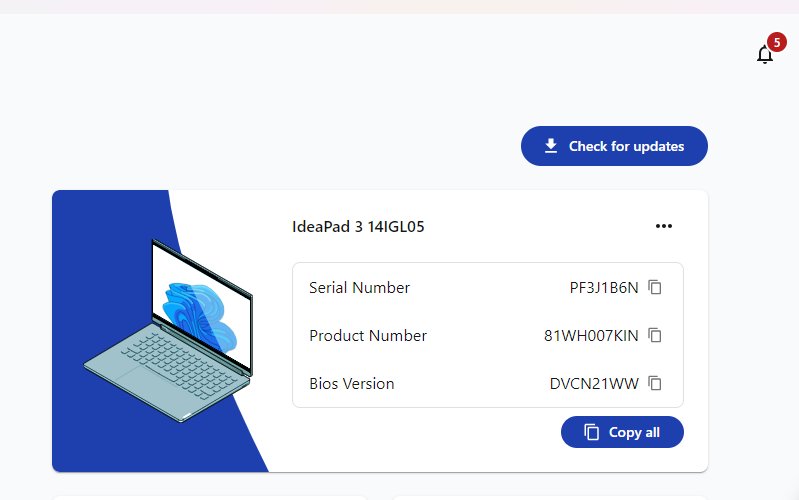 5
Check for updates
IdeaPad 3 14IGL05
Serial Number PF3J1B6N
Product Number 81WH007KIN
Bios Version DVCN21WW
Copy all